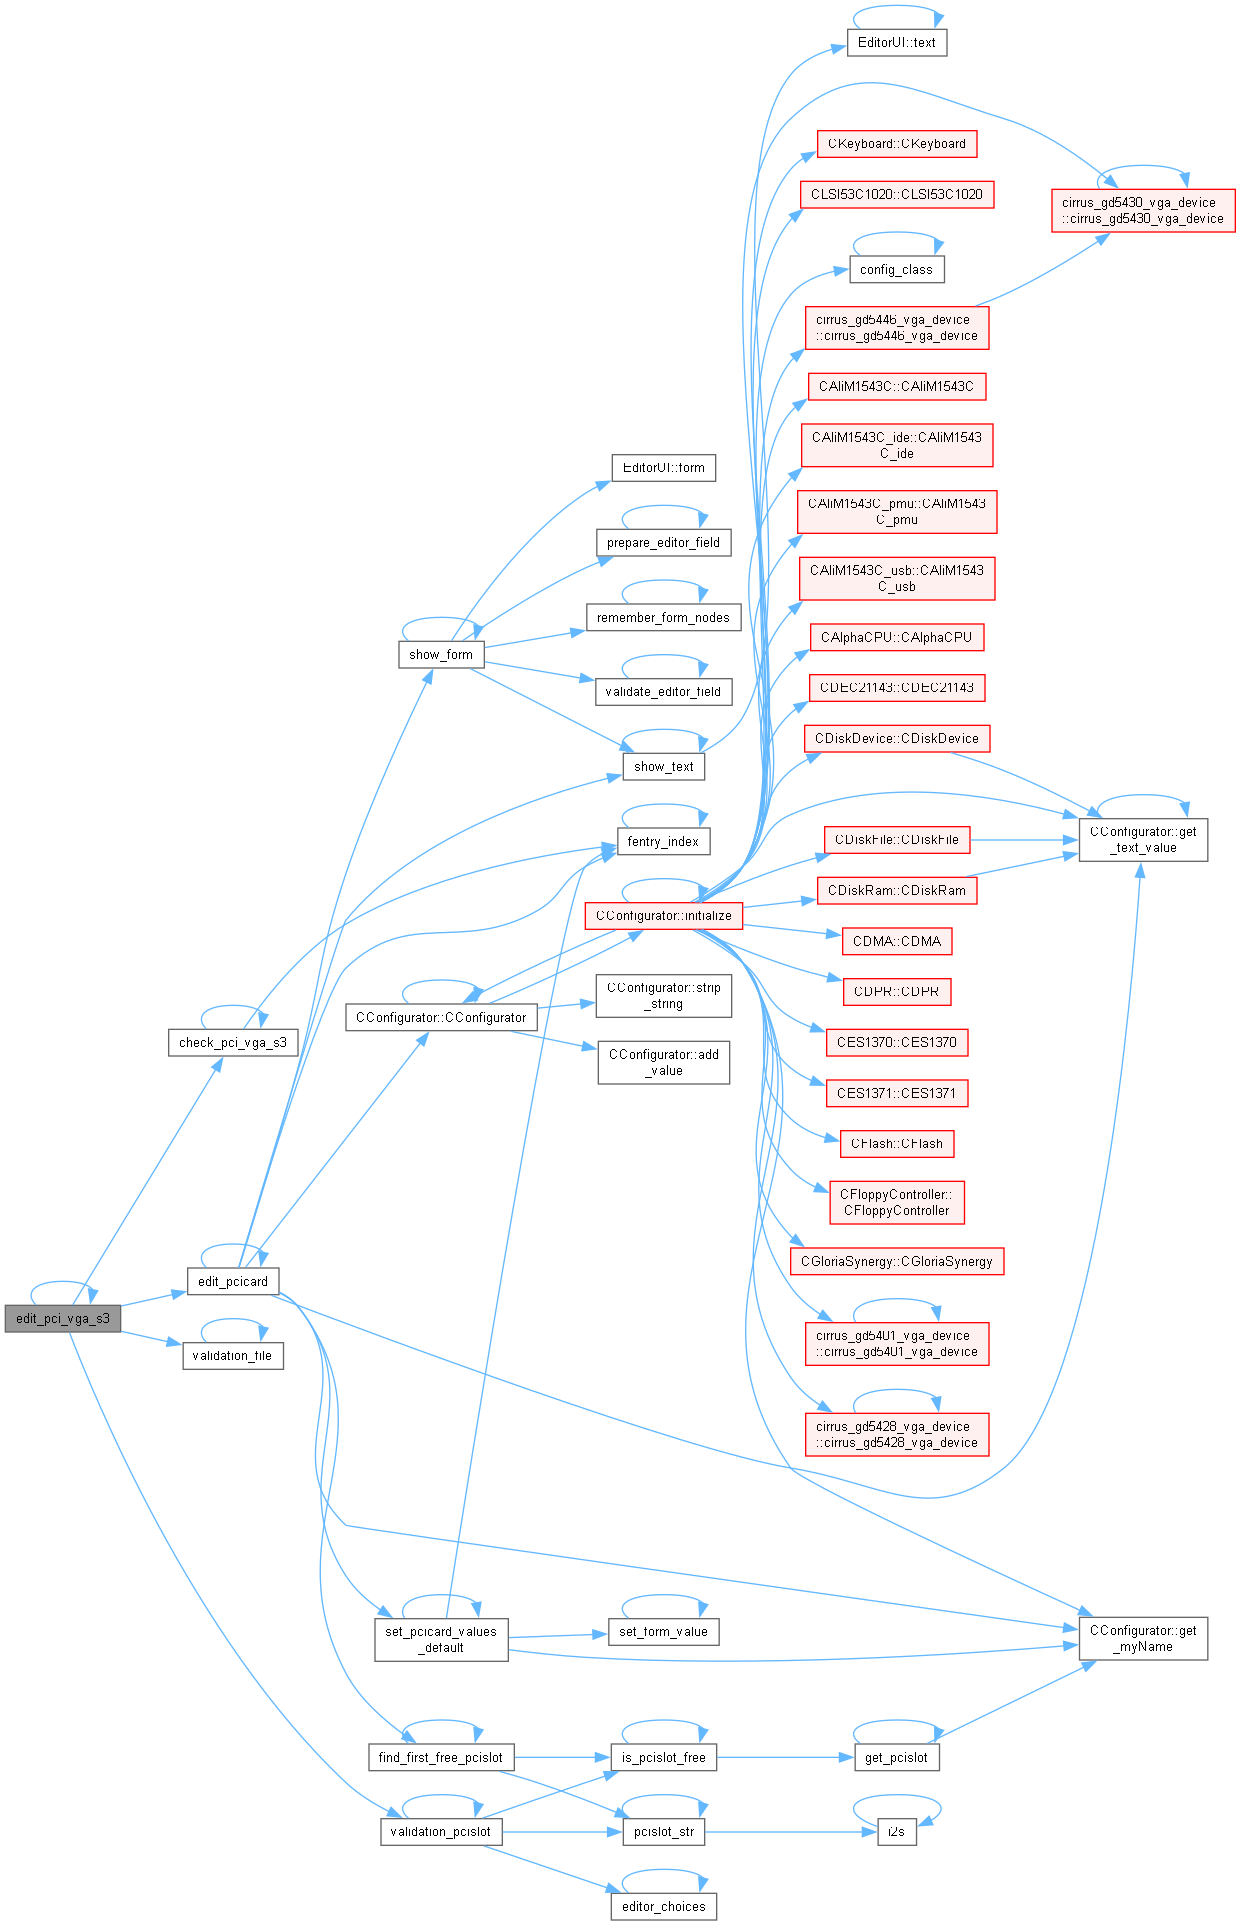 EditorUI::text
CKeyboard::CKeyboard
CLSI53C1020::CLSI53C1020
cirrus_gd5430_vga_device
::cirrus_gd5430_vga_device
config_class
cirrus_gd5446_vga_device
::cirrus_gd5446_vga_device
CAliM1543C::CAliM1543C
CAliM1543C_ide::CAliM1543
C_ide
EditorUI::form
CAliM1543C_pmu::CAliM1543
C_pmu
prepare_editor_field
CAliM1543C_usb::CAliM1543
C_usb
remember_form_nodes
CAlphaCPU::CAlphaCPU
show_form
validate_editor_field
CDEC21143::CDEC21143
CDiskDevice::CDiskDevice
show_text
CConfigurator::get
_text_value
fentry_index
CDiskFile::CDiskFile
CDiskRam::CDiskRam
CConfigurator::initialize
CDMA::CDMA
CConfigurator::strip
_string
CDPR::CDPR
CConfigurator::CConfigurator
check_pci_vga_s3
CES1370::CES1370
CConfigurator::add
_value
CES1371::CES1371
CFlash::CFlash
CFloppyController::
CFloppyController
CGloriaSynergy::CGloriaSynergy
edit_pcicard
edit_pci_vga_s3
cirrus_gd5401_vga_device
::cirrus_gd5401_vga_device
validation_file
cirrus_gd5428_vga_device
::cirrus_gd5428_vga_device
set_pcicard_values
_default
set_form_value
CConfigurator::get
_myName
find_first_free_pcislot
is_pcislot_free
get_pcislot
validation_pcislot
pcislot_str
i2s
editor_choices